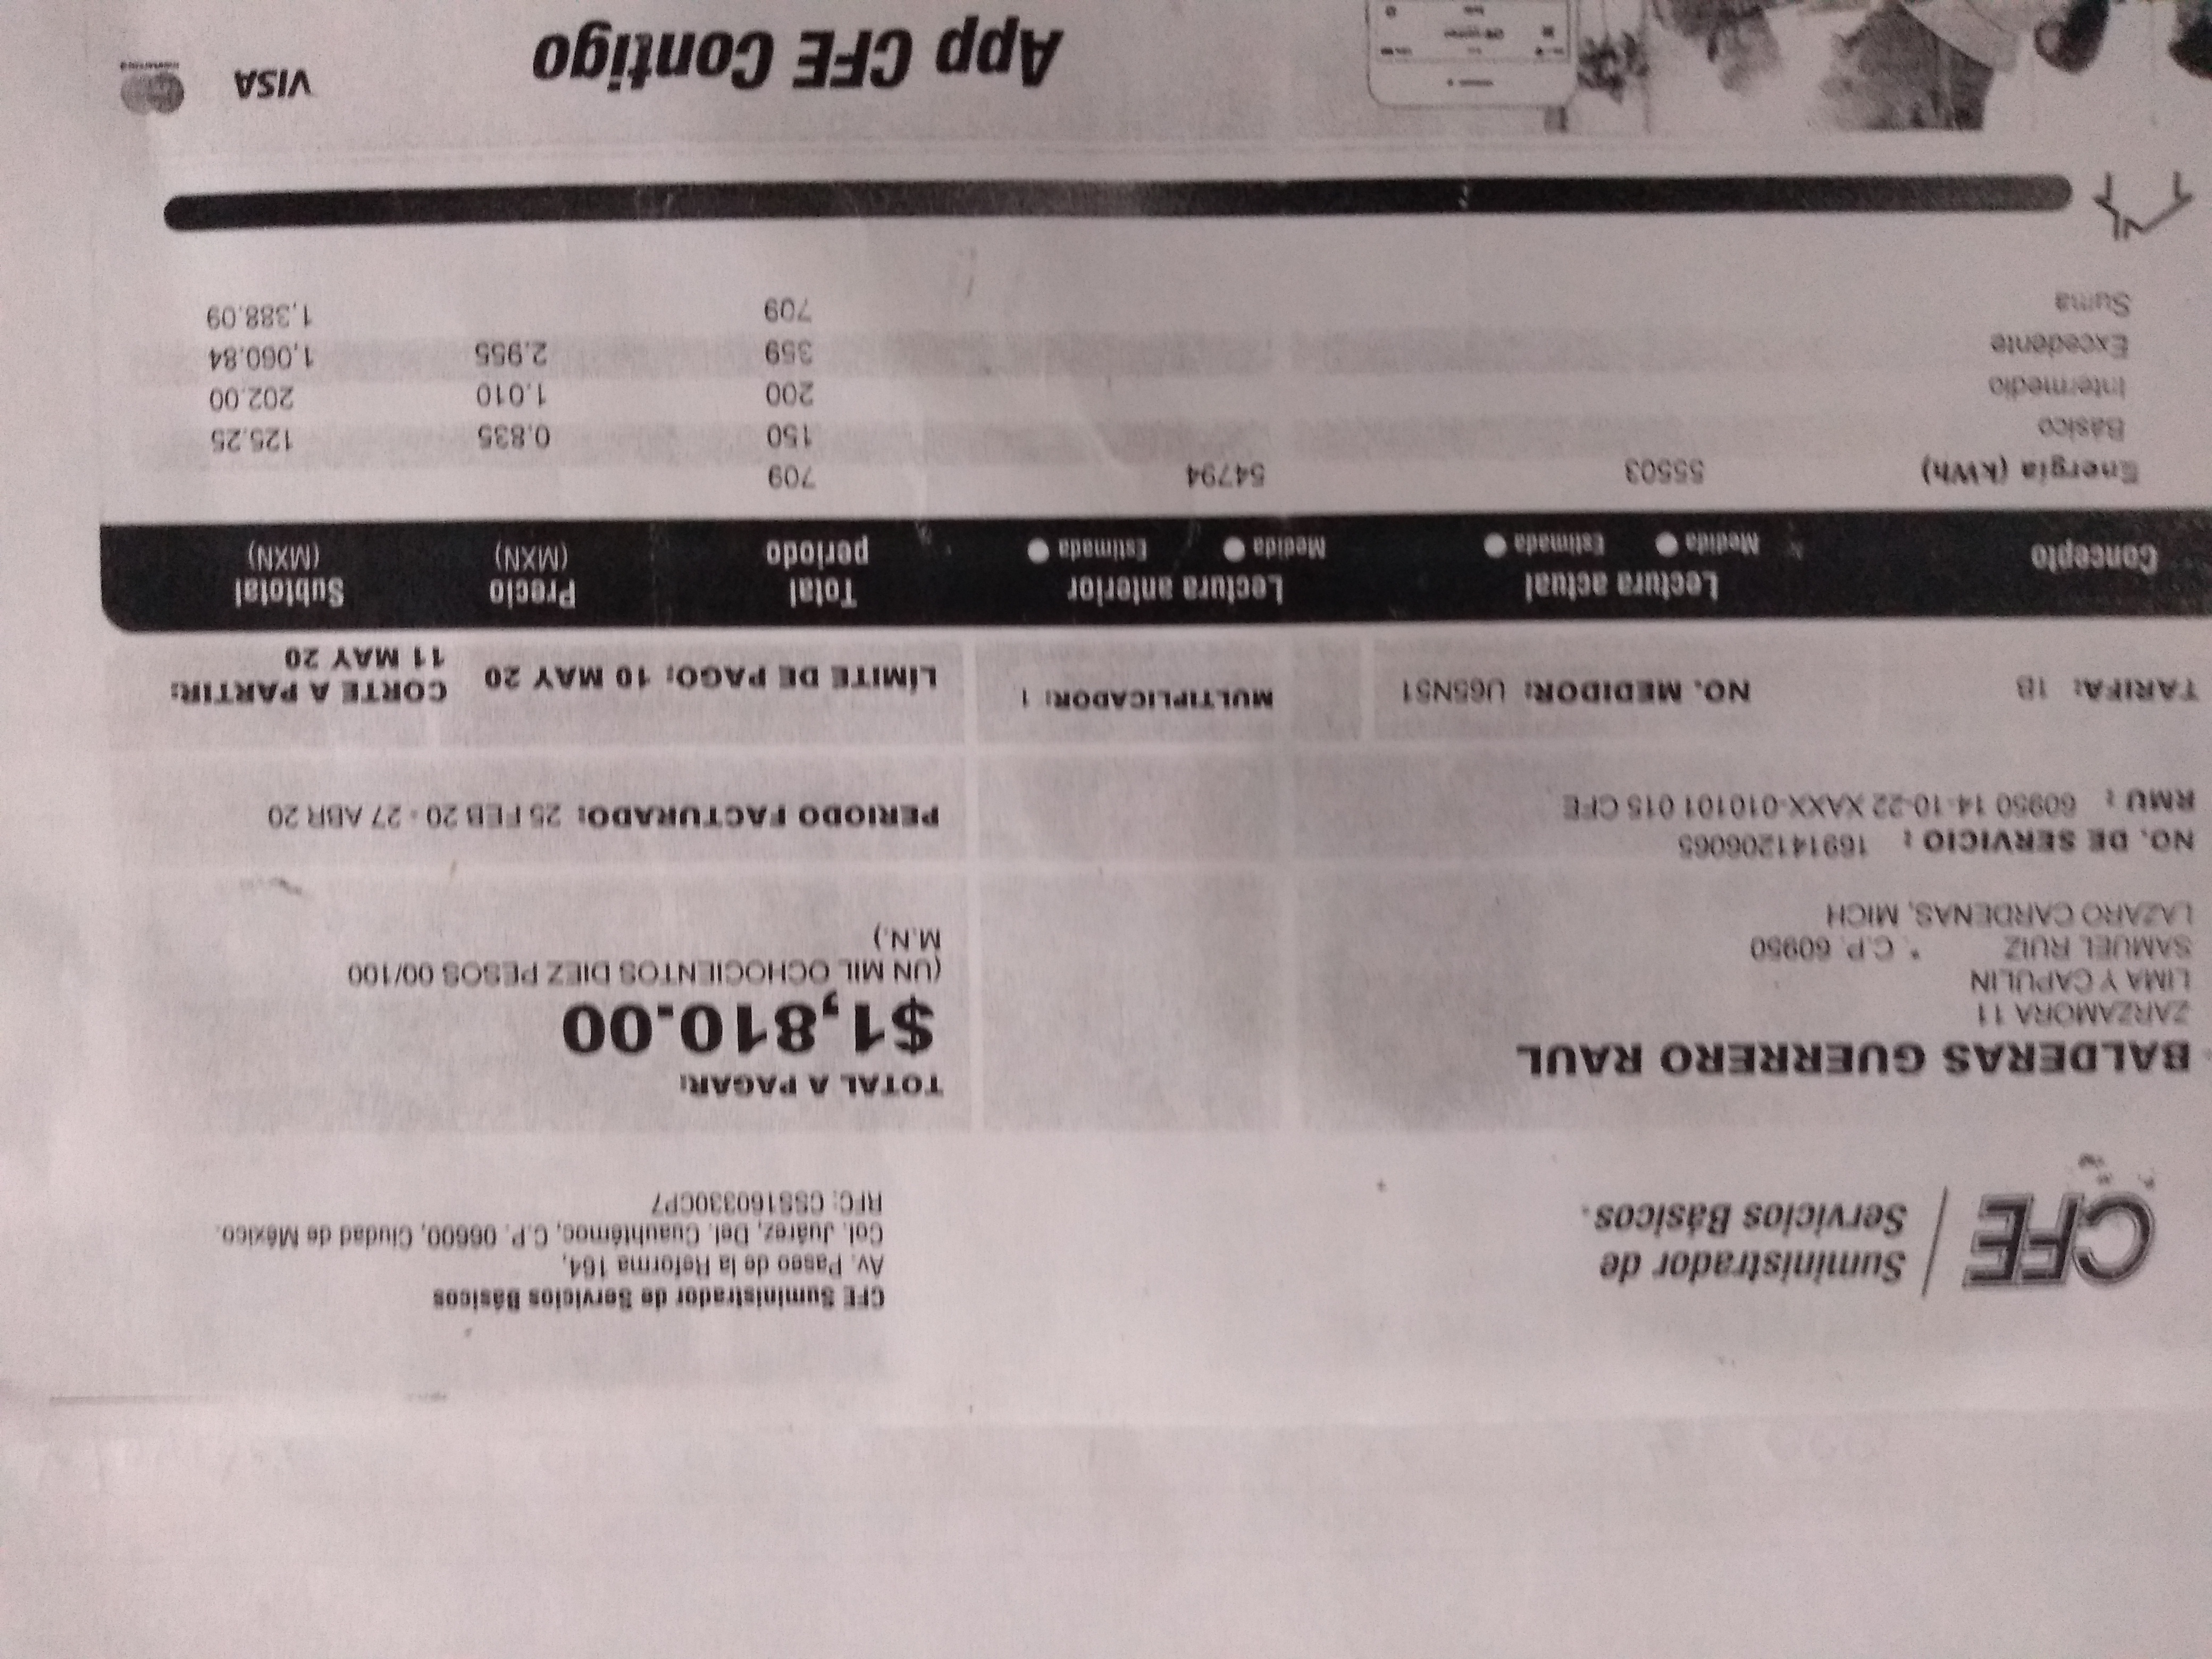 CFE Suministrador de
Servicios Básicos.
CFE Suministrador de Servicios Básicos
Av. Paseo de la Reforma 164,
Col. Juárez, Del. Cuauhtémoc, C.P. 06600, Ciudad de México.
RFC: CSS160330CP7
BALDERAS GUERRERO RAUL
ZARZAMORA 11
LIMA Y CAPULIN
SAMUEL RUIZ *. C.P. 60950
LAZARO CARDENAS, MICH
TOTAL A PAGAR:
$1,810.00
(UN MIL OCHOCIENTOS DIEZ PESOS 00/100
M.N.)
NO. DE SERVICIO : 169141206065
RMU : 60950 14-10-22 XAXX-010101 015 CFE
PERIODO FACTURADO: 25 FEB 20 - 27 ABR 20
TARIFA: 1B NO. MEDIDOR: U65N51 MULTIPLICADOR: 1
LÍMITE DE PAGO: 10 MAY 20
CORTE A PARTIR:
11 MAY 20
Concepto Lectura actual Lectura anterior Total periodo Precio (MXN) Subtotal (MXN)
Medida Estimada Medida Estimada
Energía (kWh) 55503 54794 709
Básico 150 0.835 125.25
Intermedio 200 1.010 202.00
Excedente 359 2.955 1,060.84
Suma 709 1,388.09
App CFE Contigo
VISA